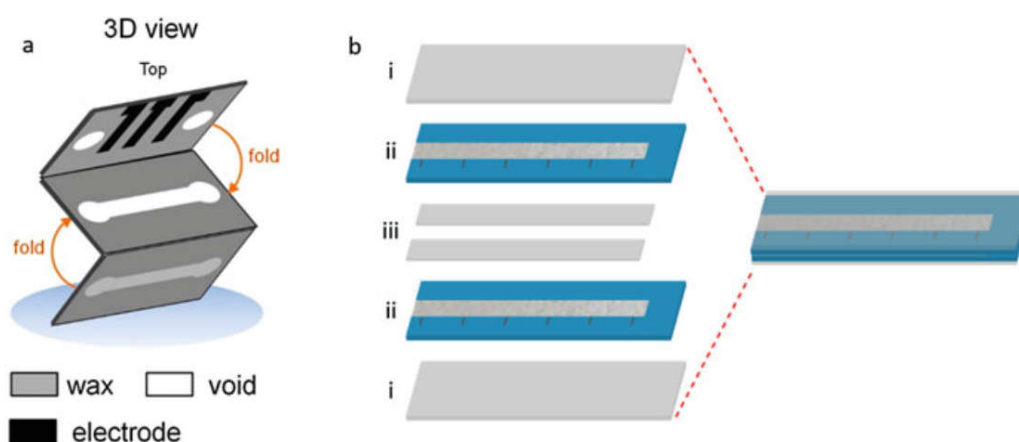 a
3D view
Top
fold
fold
wax
void
electrode
b
i
ii
iii
ii
i